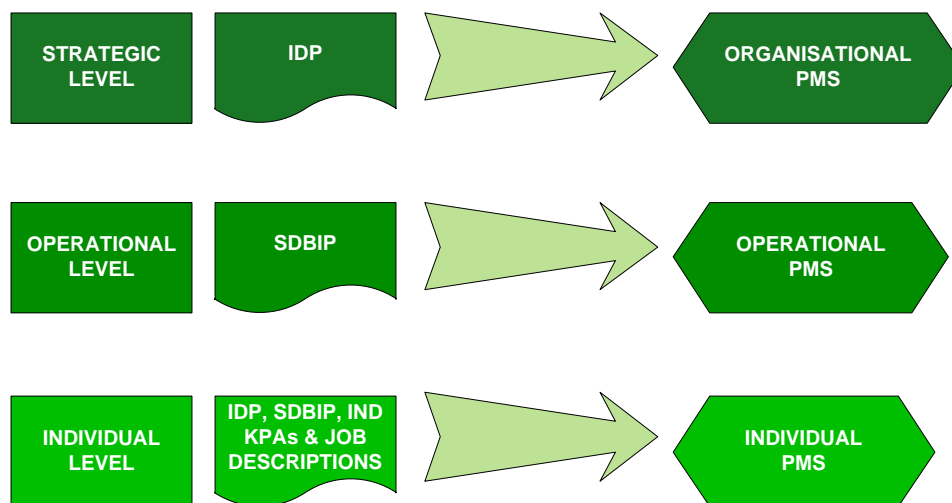 STRATEGIC
LEVEL
IDP
ORGANISATIONAL
PMS
OPERATIONAL
LEVEL
SDBIP
OPERATIONAL
PMS
INDIVIDUAL
LEVEL
IDP, SDBIP, IND
KPAs & JOB
DESCRIPTIONS
INDIVIDUAL
PMS